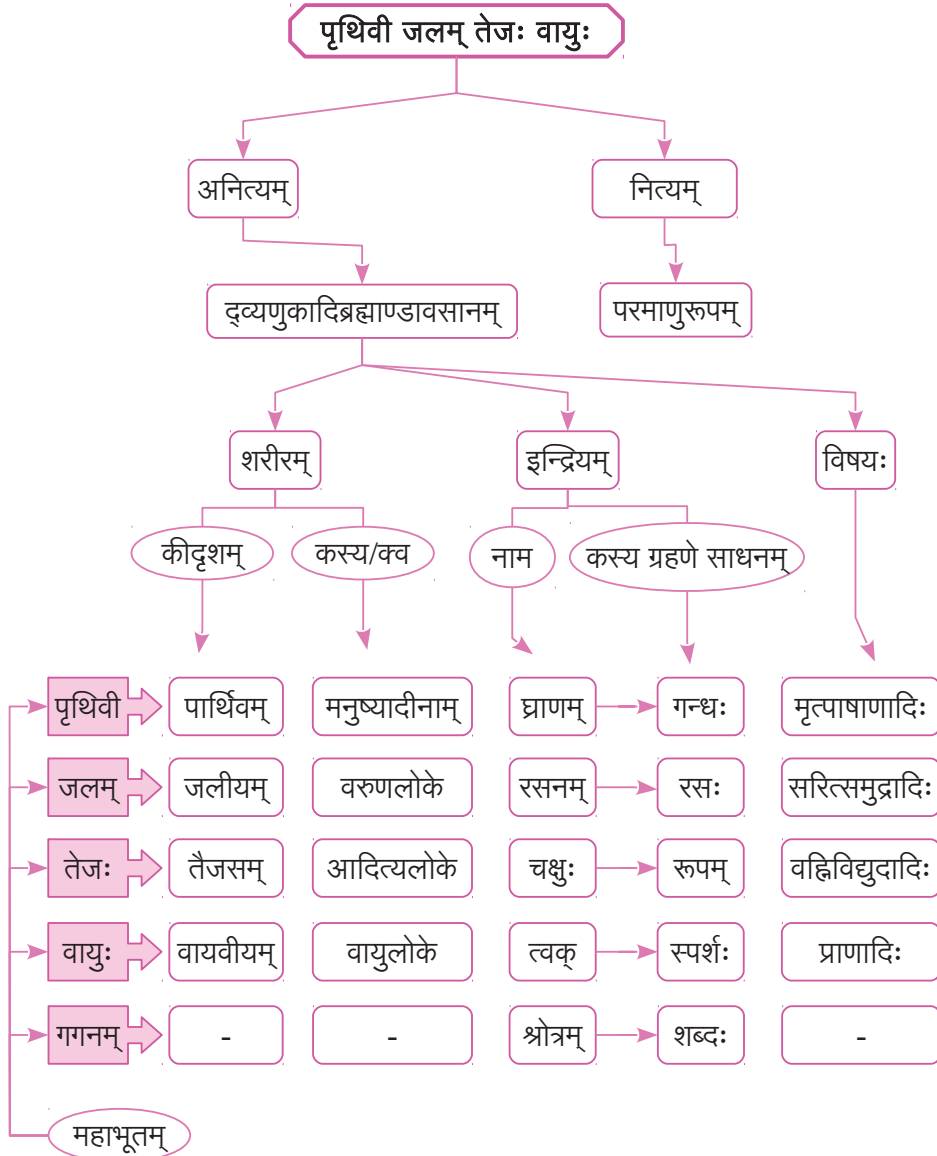 पृथिवी जलम् तेजः वायुः
अनित्यम् नित्यम्
द्व्यणुकादिब्रह्माण्डावसानम् परमाणुरूपम्
शरीरम् इन्द्रियम् विषयः
कीदृशम् कस्य/क्व नाम कस्य ग्रहणे साधनम्
पृथिवी पार्थिवम् मनुष्यादीनाम् घ्राणम् गन्धः मृत्पाषाणादिः
जलम् जलीयम् वरुणलोके रसनम् रसः सरित्समुद्रादिः
तेजः तैजसम् आदित्यलोके चक्षुः रूपम् वह्निविद्युदादिः
वायुः वायवीयम् वायुलोके त्वक् स्पर्शः प्राणादिः
गगनम् - - श्रोत्रम् शब्दः -
महाभूतम्